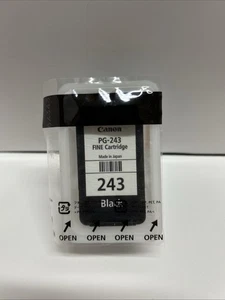 Canon
PG-243
FINE Cartridge
Made in Japan
243
Black
OPEN OPEN OPEN OPEN